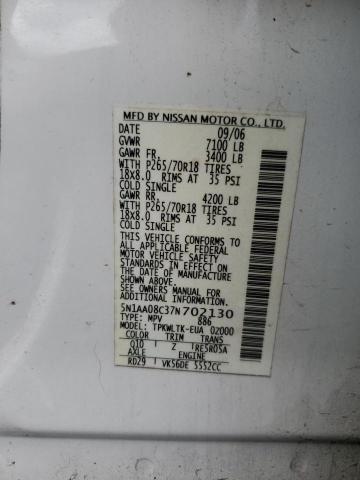 MFD BY NISSAN MOTOR CO., LTD.
DATE 09/06
GVWR 7100 LB
GAWR FR. 3400 LB
WITH P265/70R18 TIRES
18X8.0 RIMS AT 35 PSI
COLD SINGLE
GAWR RR. 4200 LB
WITH P265/70R18 TIRES
18X8.0 RIMS AT 35 PSI
COLD SINGLE
THIS VEHICLE CONFORMS TO
ALL APPLICABLE FEDERAL
MOTOR VEHICLE SAFETY
STANDARDS IN EFFECT ON
THE DATE OF MANUFACTURE
SEE OWNERS MANUAL FOR
ADDITIONAL INFORMATION.
5N1AA08C37N702130
TYPE: MPV 886
MODEL: TPKWLTK-EUA 02000
COLOR TRIM TRANS
Q10 Z RE5R05A
AXLE ENGINE
RD29 VK56DE 5552CC